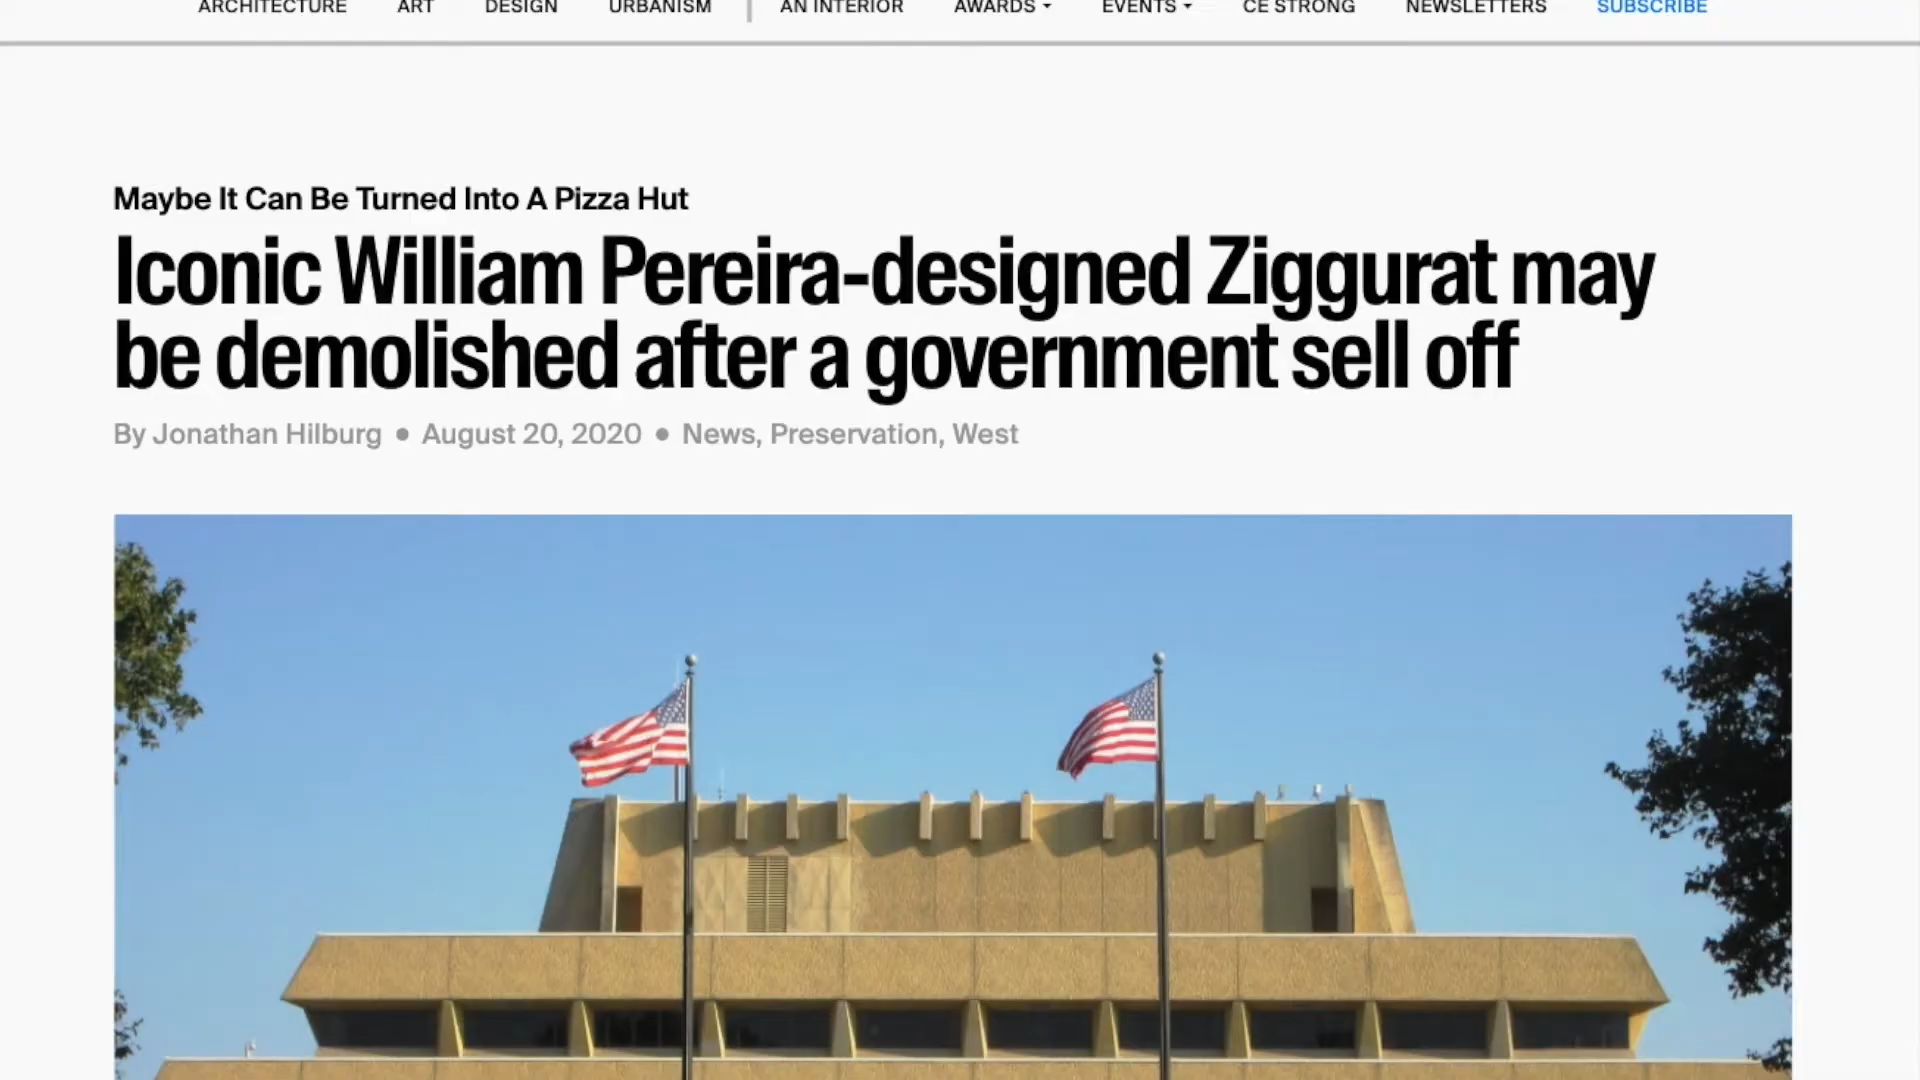 ARCHITECTURE ART DESIGN URBANISM AN INTERIOR AWARDS EVENTS CE STRONG NEWSLETTERS SUBSCRIBE
Maybe It Can Be Turned Into A Pizza Hut
Iconic William Pereira-designed Ziggurat may
be demolished after a government sell off
By Jonathan Hilburg • August 20, 2020 • News, Preservation, West